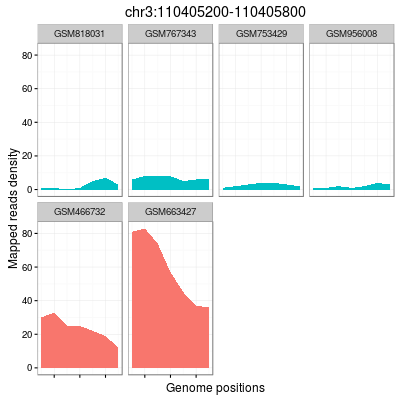 chr3:110405200-110405800
GSM818031 GSM767343 GSM753429 GSM956008
80
60
40
20
0
Mapped reads density
GSM466732 GSM663427
80
60
40
20
0
Genome positions